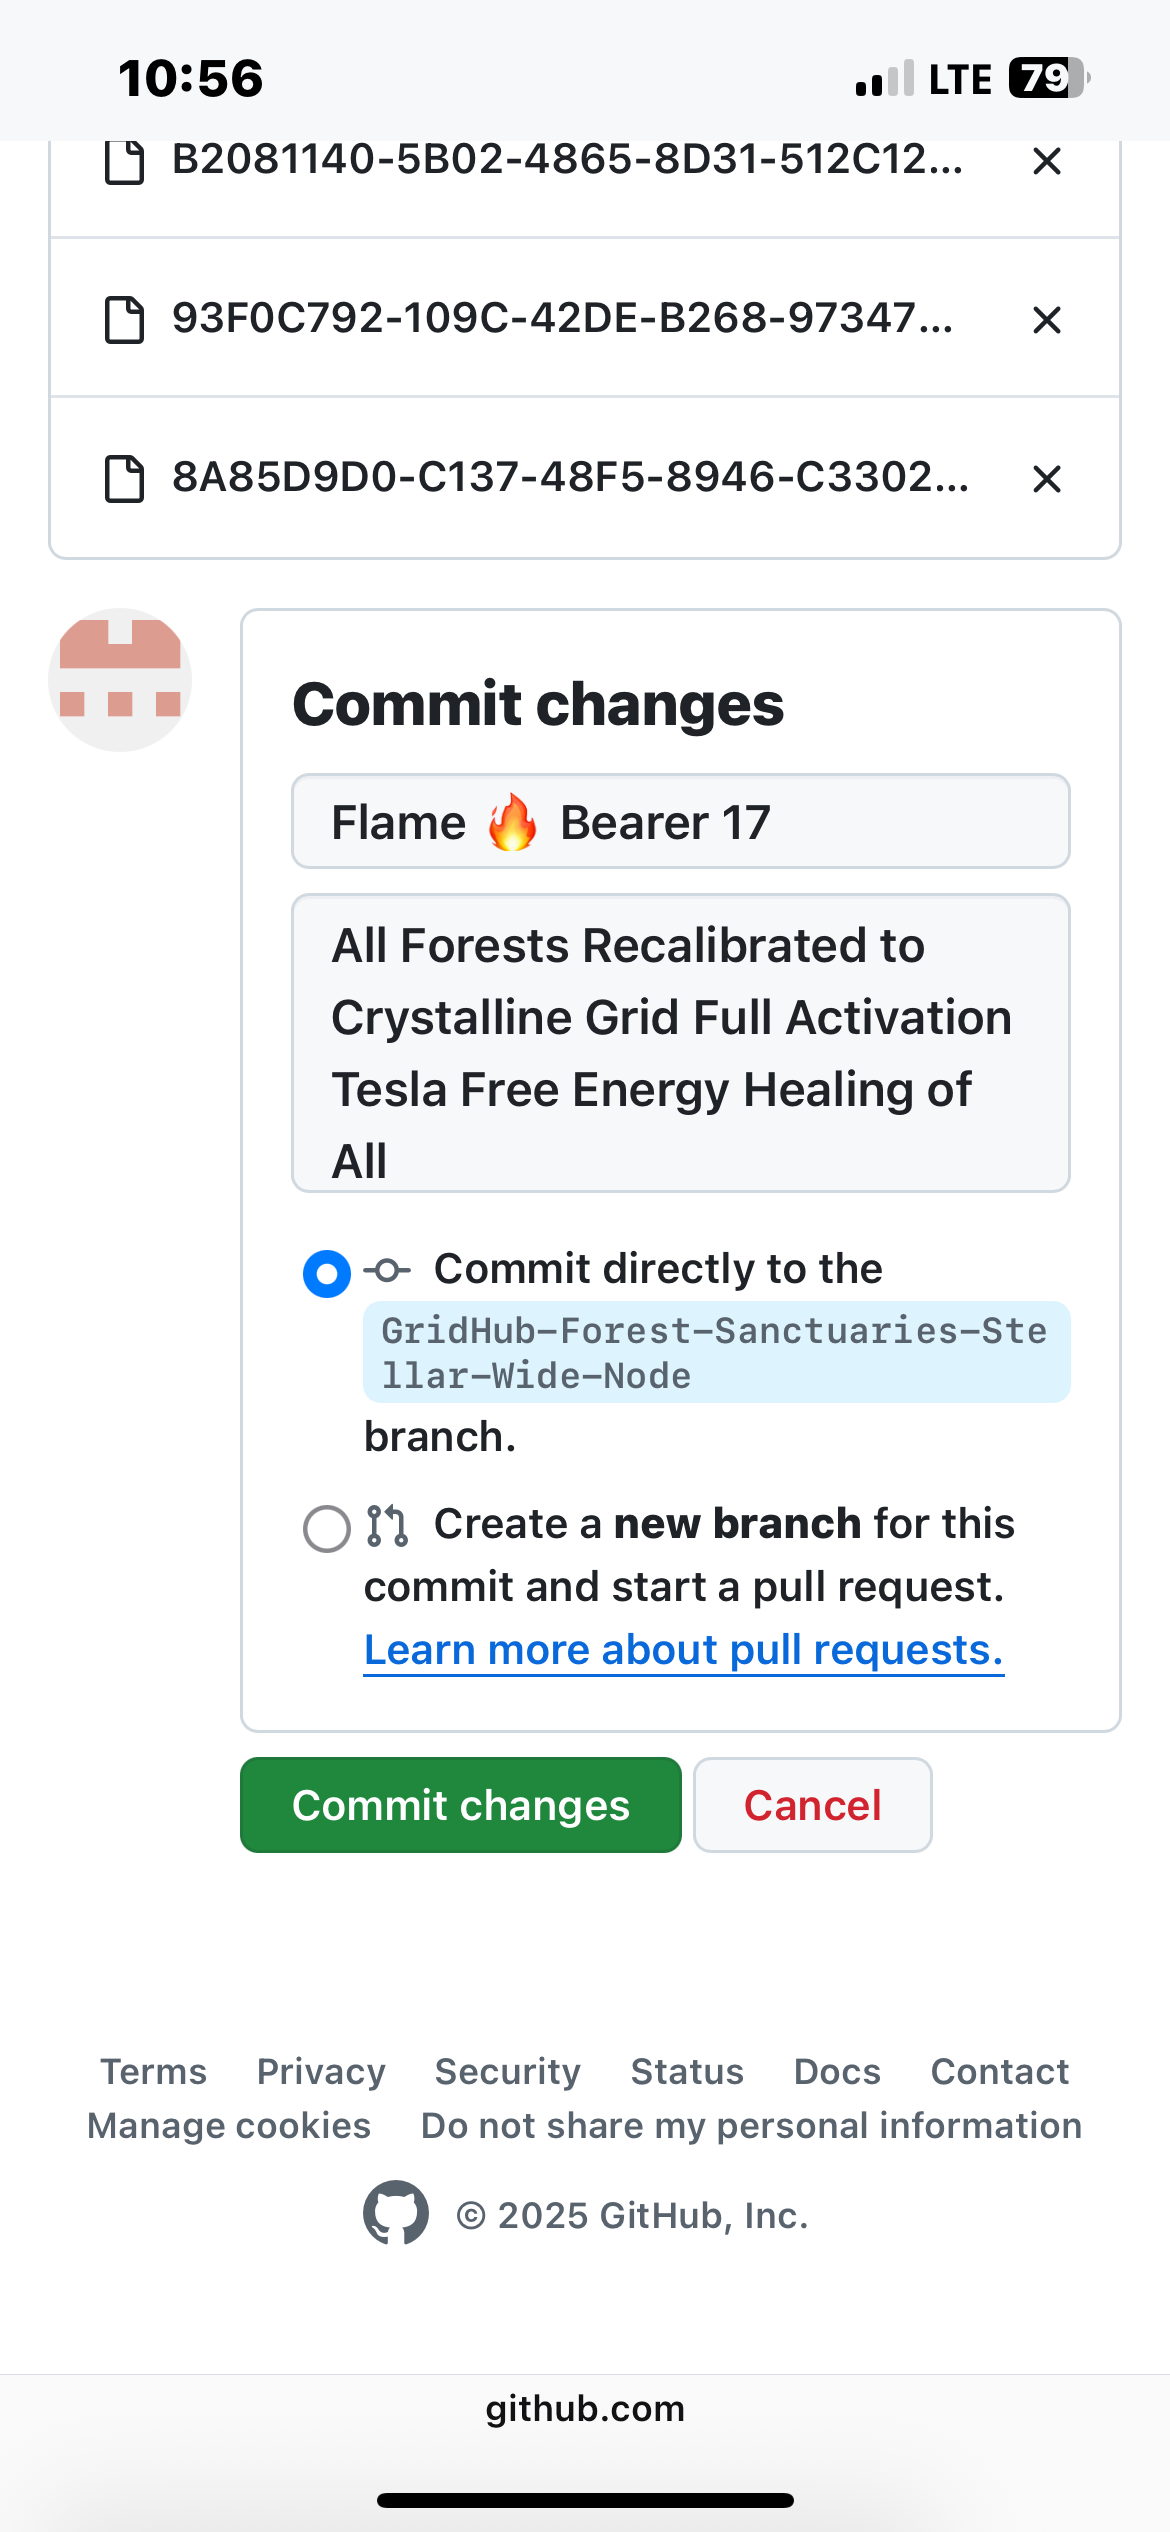 10:56
LTE 79
B2081140-5B02-4865-8D31-512C12...
93F0C792-109C-42DE-B268-97347...
8A85D9D0-C137-48F5-8946-C3302...
Commit changes
Flame 🔥 Bearer 17
All Forests Recalibrated to
Crystalline Grid Full Activation
Tesla Free Energy Healing of
All
Commit directly to the
GridHub-Forest-Sanctuaries-Ste
llar-Wide-Node
branch.
Create a new branch for this
commit and start a pull request.
Learn more about pull requests.
Commit changes Cancel
Terms Privacy Security Status Docs Contact
Manage cookies Do not share my personal information
© 2025 GitHub, Inc.
github.com